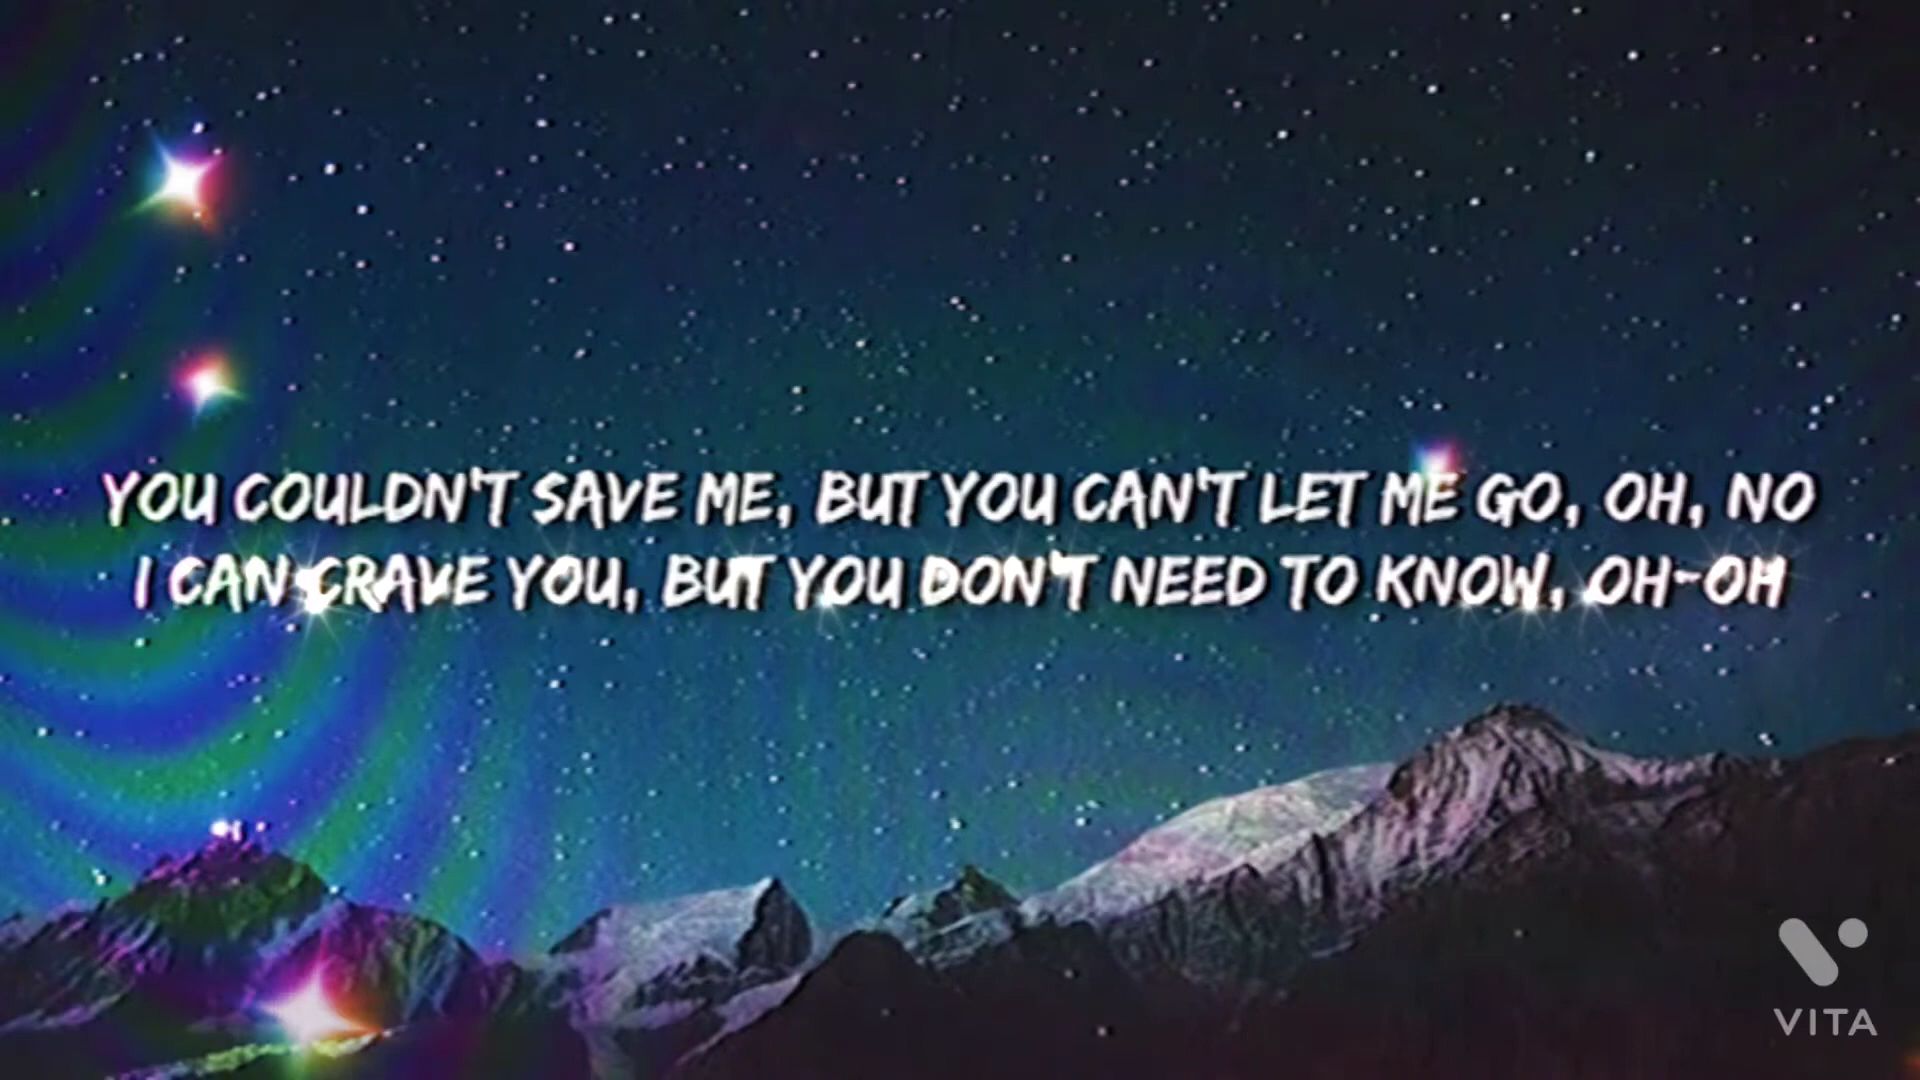 YOU COULDN'T SAVE ME, BUT YOU CAN'T LET ME GO, OH, NO
I CAN CRAVE YOU, BUT YOU DON'T NEED TO KNOW, OH-OH
VITA